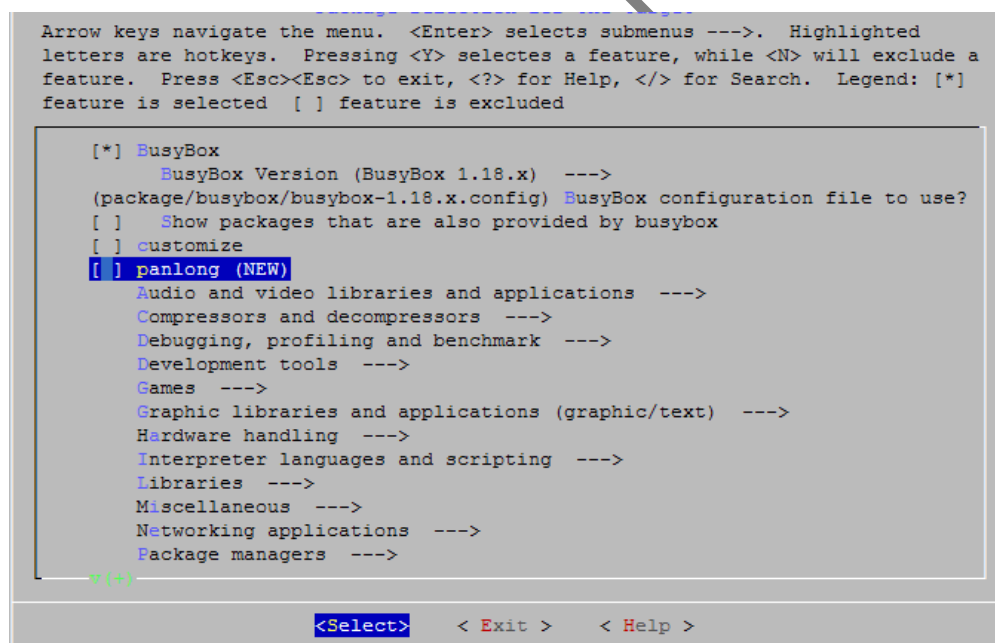 Package Selection for the target
Arrow keys navigate the menu.  <Enter> selects submenus --->.  Highlighted
letters are hotkeys.  Pressing <Y> selectes a feature, while <N> will exclude a
feature.  Press <Esc><Esc> to exit, <?> for Help, </> for Search.  Legend: [*]
feature is selected  [ ] feature is excluded
[*] BusyBox
BusyBox Version (BusyBox 1.18.x)  --->
(package/busybox/busybox-1.18.x.config) BusyBox configuration file to use?
[ ]   Show packages that are also provided by busybox
[ ] customize
[ ] panlong (NEW)
Audio and video libraries and applications  --->
Compressors and decompressors  --->
Debugging, profiling and benchmark  --->
Development tools  --->
Games  --->
Graphic libraries and applications (graphic/text)  --->
Hardware handling  --->
Interpreter languages and scripting  --->
Libraries  --->
Miscellaneous  --->
Networking applications  --->
Package managers  --->
v(+)
<Select>    < Exit >    < Help >